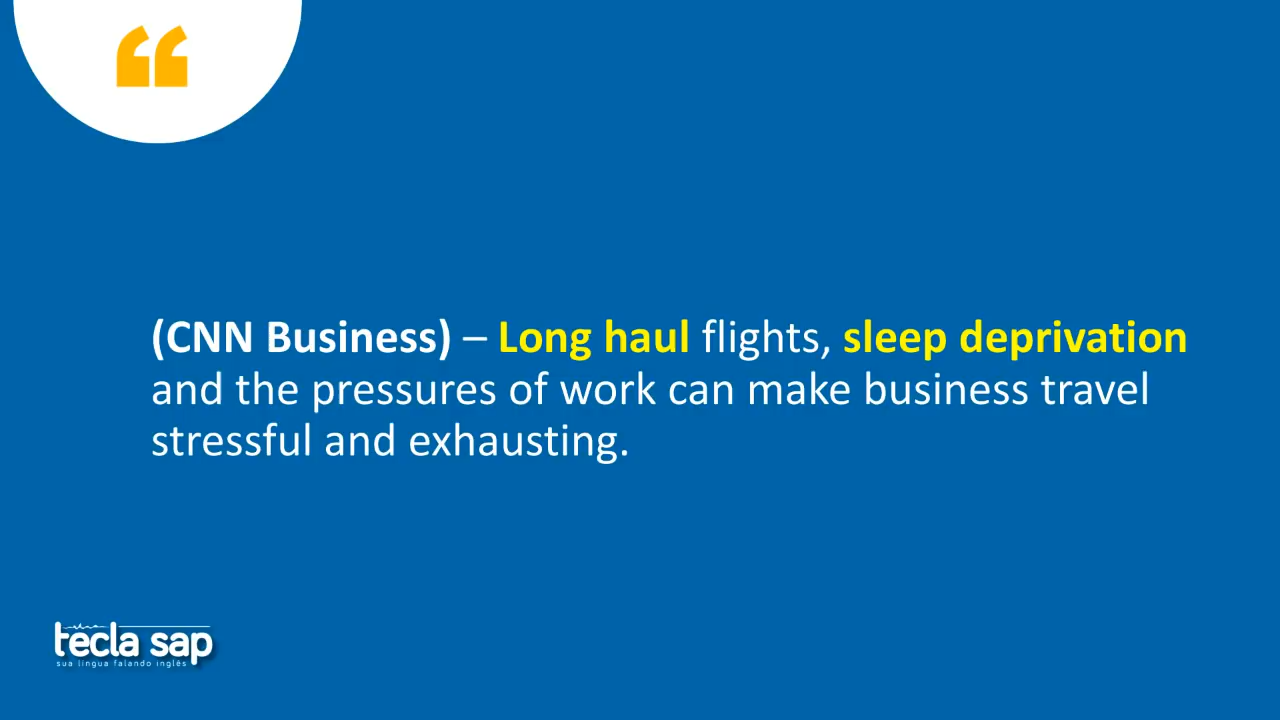 (CNN Business) – Long haul flights, sleep deprivation
and the pressures of work can make business travel
stressful and exhausting.
tecla sap
sua língua falando inglês